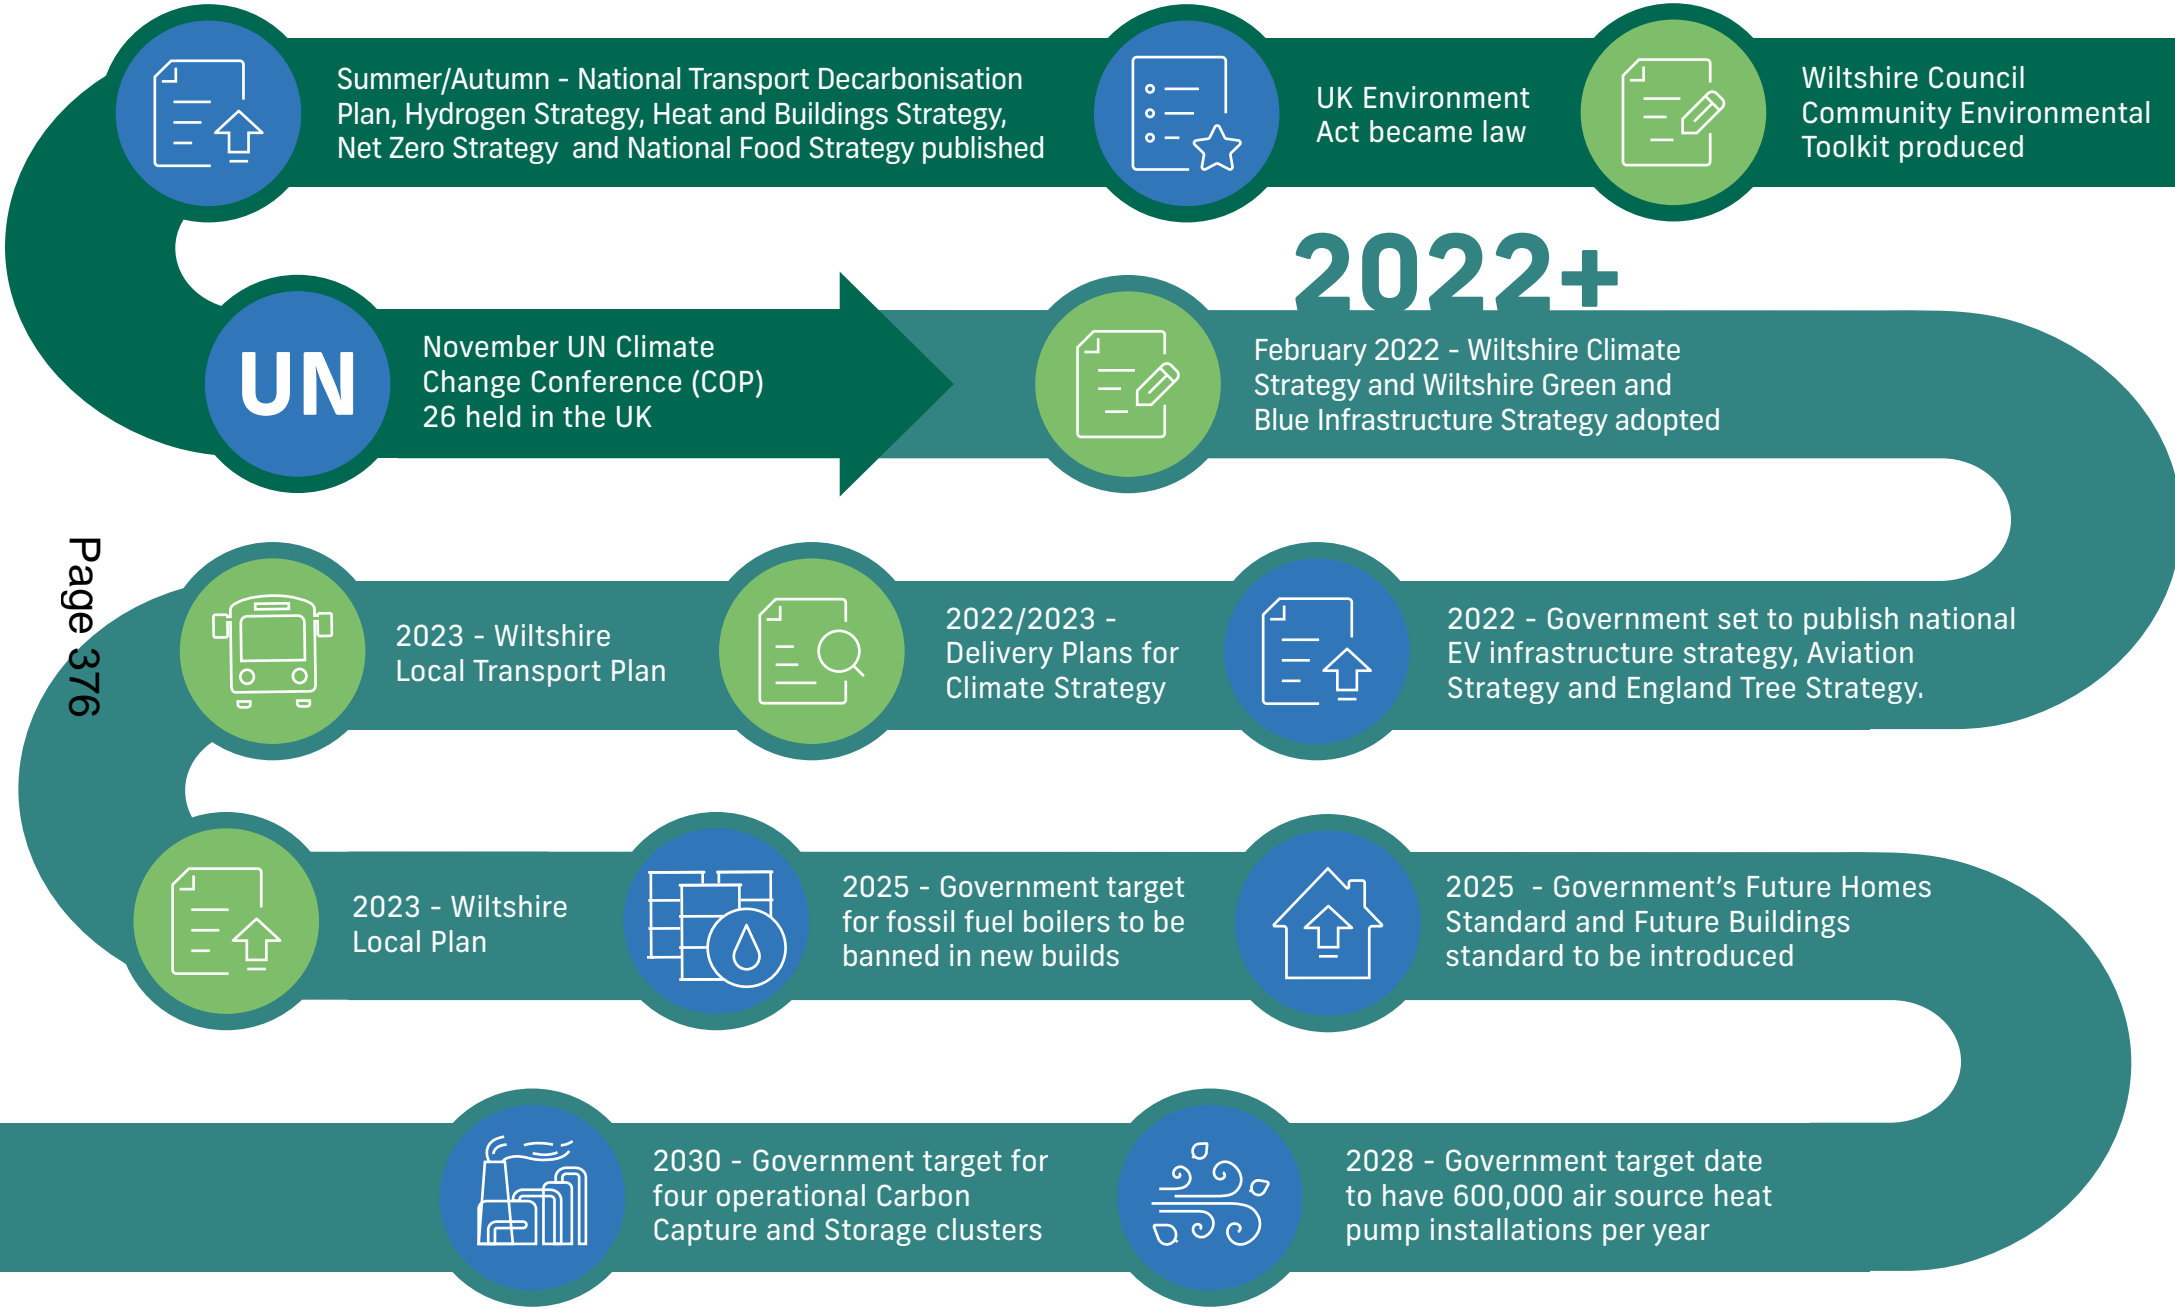 Summer/Autumn - National Transport Decarbonisation
Plan, Hydrogen Strategy, Heat and Buildings Strategy,
Net Zero Strategy and National Food Strategy published
UK Environment
Act became law
Wiltshire Council
Community Environmental
Toolkit produced
UN
November UN Climate
Change Conference (COP)
26 held in the UK
2022+
February 2022 - Wiltshire Climate
Strategy and Wiltshire Green and
Blue Infrastructure Strategy adopted
Page 376
2023 - Wiltshire
Local Transport Plan
2022/2023 -
Delivery Plans for
Climate Strategy
2022 - Government set to publish national
EV infrastructure strategy, Aviation
Strategy and England Tree Strategy.
2023 - Wiltshire
Local Plan
2025 - Government target
for fossil fuel boilers to be
banned in new builds
2025 - Government's Future Homes
Standard and Future Buildings
standard to be introduced
2030 - Government target for
four operational Carbon
Capture and Storage clusters
2028 - Government target date
to have 600,000 air source heat
pump installations per year